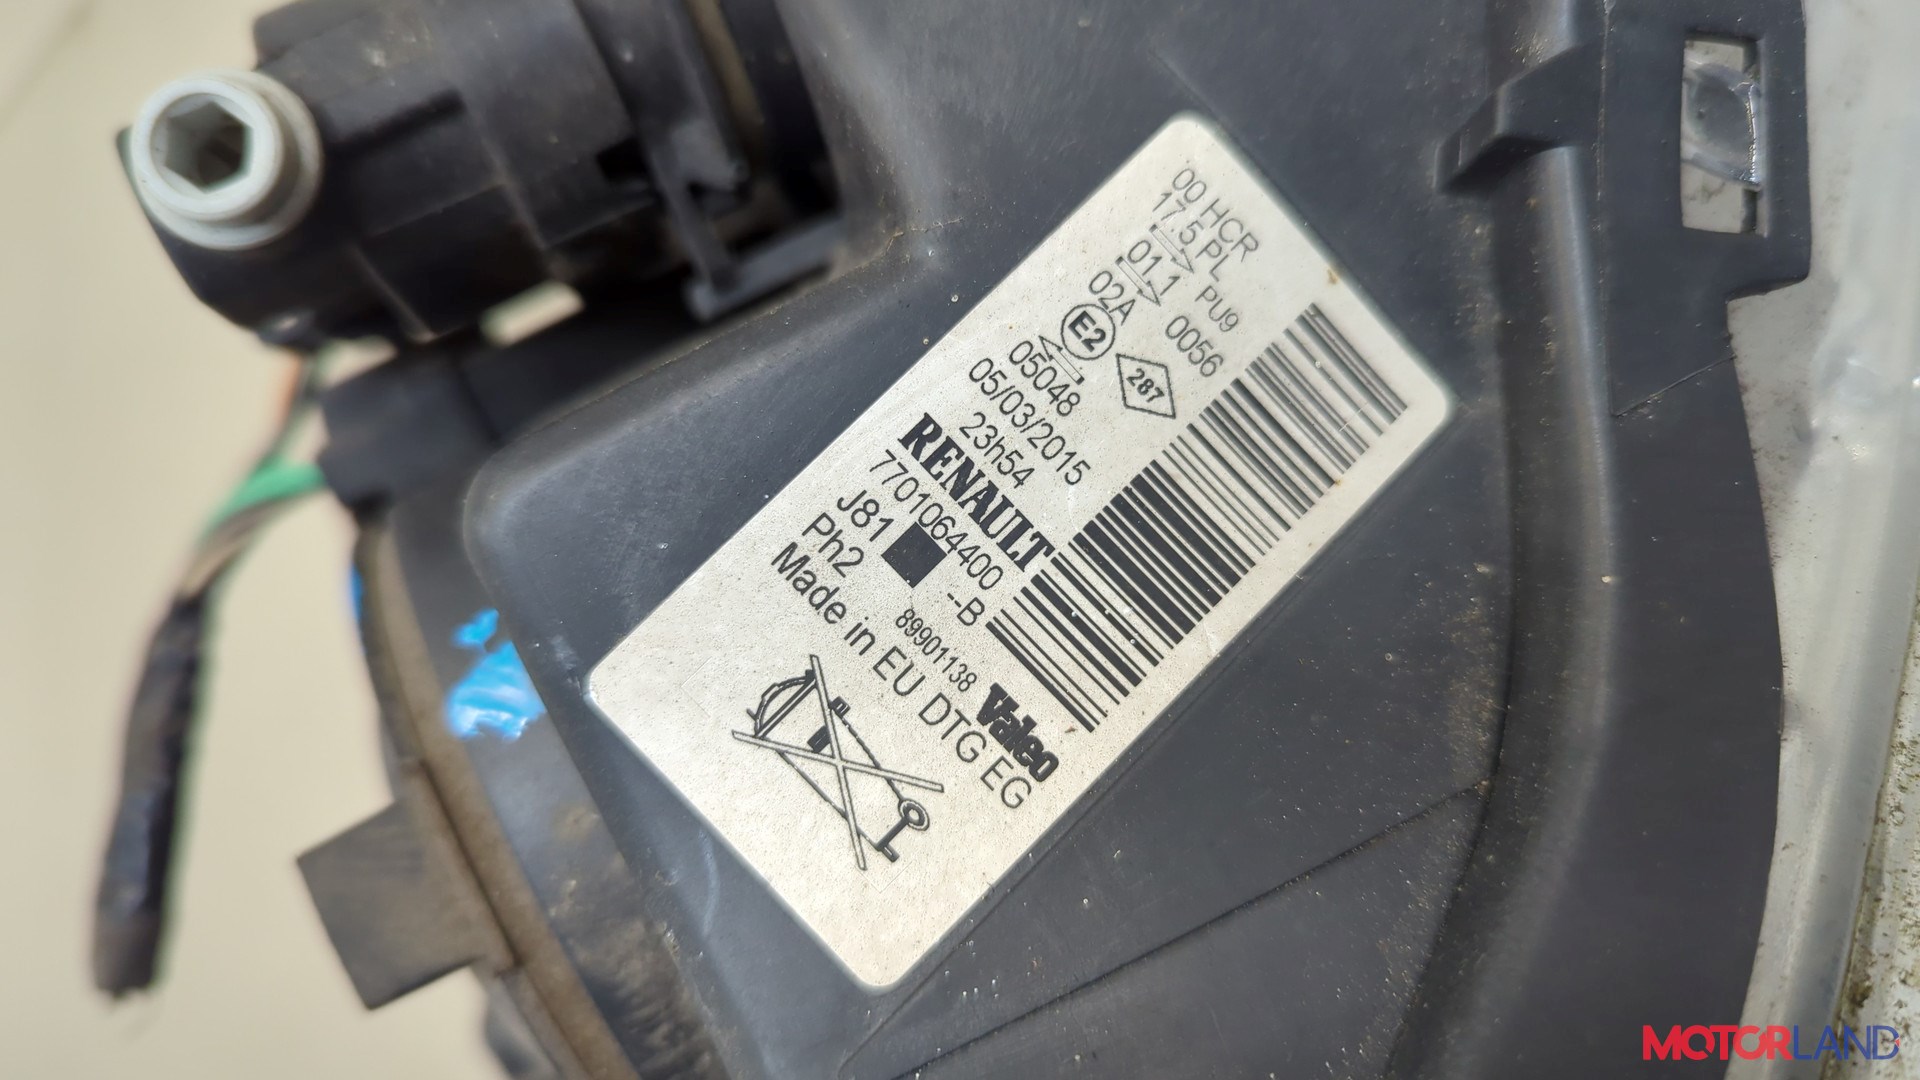 00 HCR
17.5 PL PU9
01.1 0056
02A
E2
287
05048
05/03/2015
23h54
RENAULT
7701064400
--B
J81
Ph2 89901138 Valeo
Made in EU DTG EG
MOTORLAND